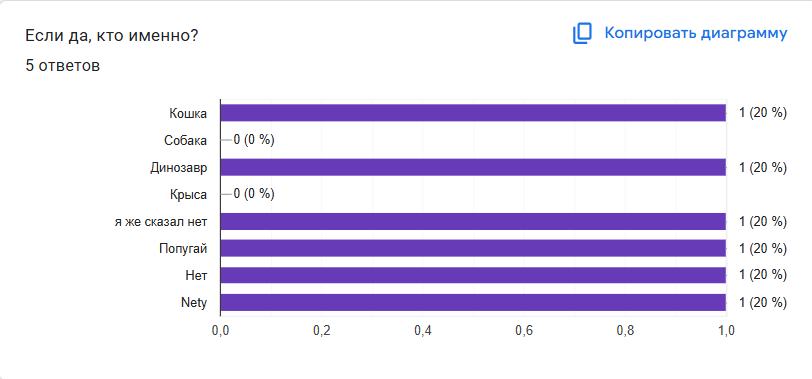 Если да, кто именно?
Копировать диаграмму
5 ответов
Кошка 1 (20 %)
Собака 0 (0 %)
Динозавр 1 (20 %)
Крыса 0 (0 %)
я же сказал нет 1 (20 %)
Попугай 1 (20 %)
Нет 1 (20 %)
Nety 1 (20 %)
0,0 0,2 0,4 0,6 0,8 1,0